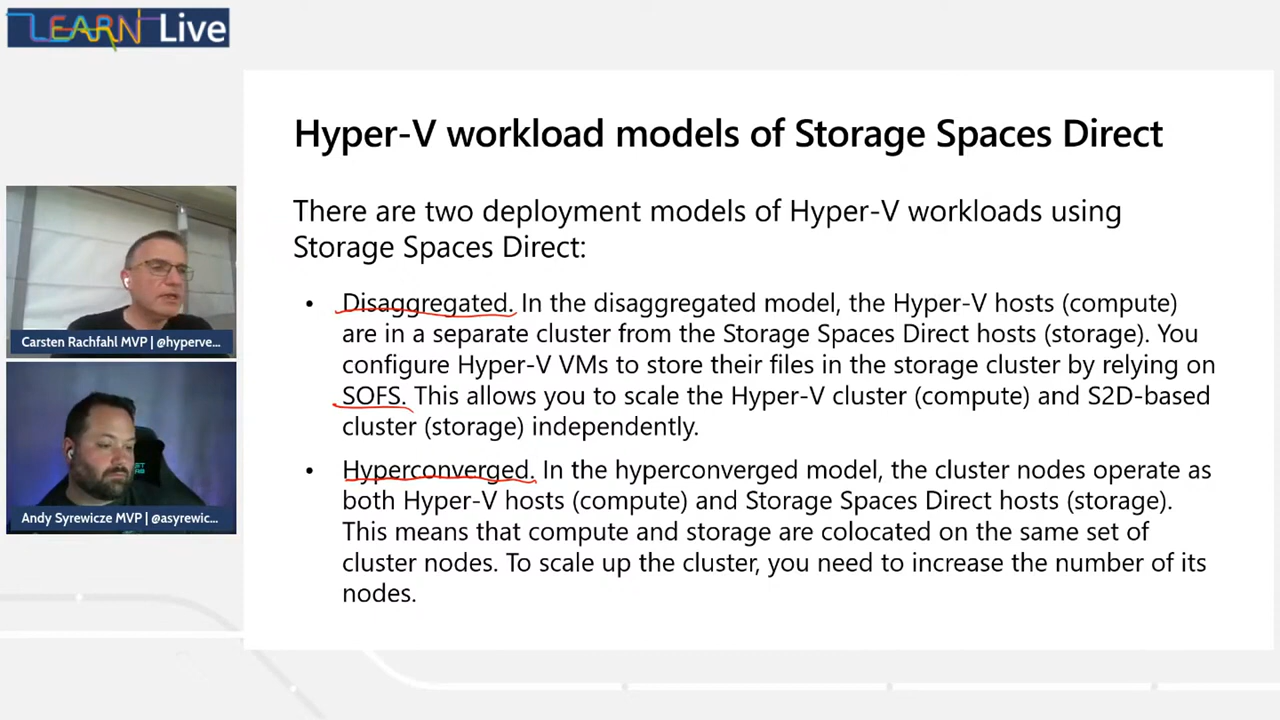 LEARN Live
Hyper-V workload models of Storage Spaces Direct
There are two deployment models of Hyper-V workloads using
Storage Spaces Direct:
• Disaggregated. In the disaggregated model, the Hyper-V hosts (compute)
are in a separate cluster from the Storage Spaces Direct hosts (storage). You
configure Hyper-V VMs to store their files in the storage cluster by relying on
SOFS. This allows you to scale the Hyper-V cluster (compute) and S2D-based
cluster (storage) independently.
• Hyperconverged. In the hyperconverged model, the cluster nodes operate as
both Hyper-V hosts (compute) and Storage Spaces Direct hosts (storage).
This means that compute and storage are colocated on the same set of
cluster nodes. To scale up the cluster, you need to increase the number of its
nodes.
Carsten Rachfahl MVP | @hyperve...
Andy Syrewicze MVP | @asyrewic...